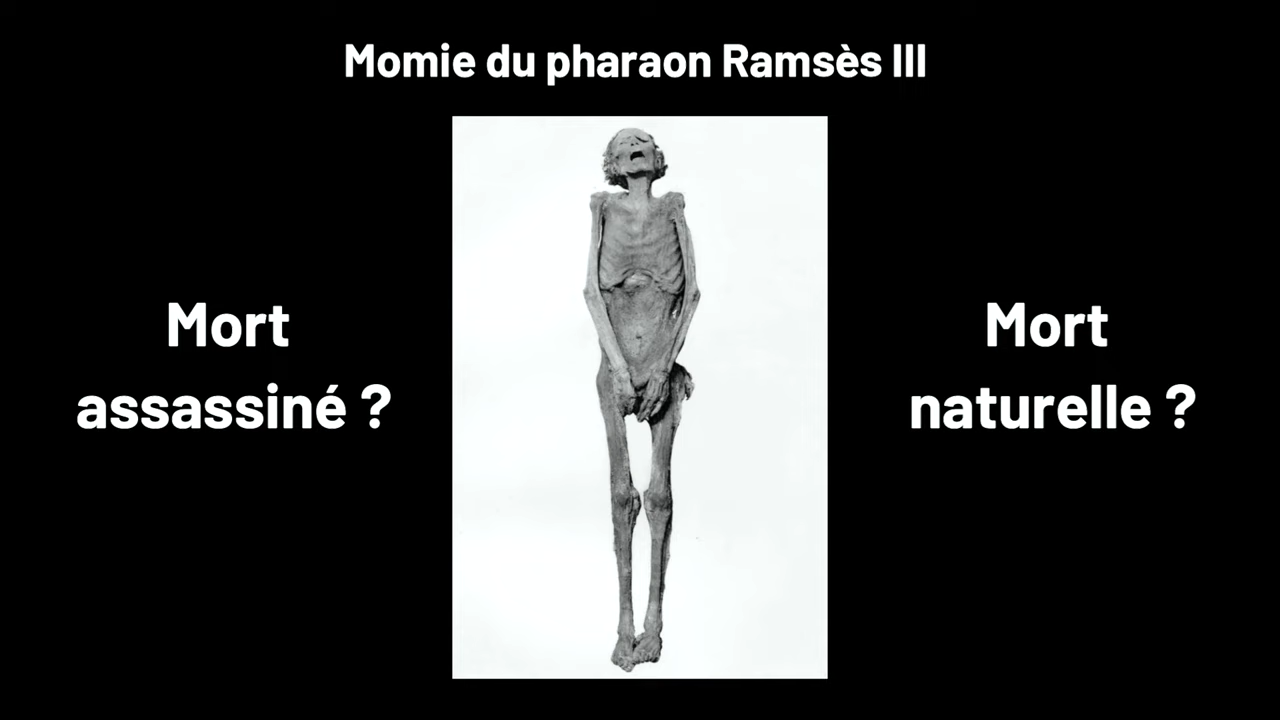 Momie du pharaon Ramsès III
Mort
assassiné ?
Mort
naturelle ?